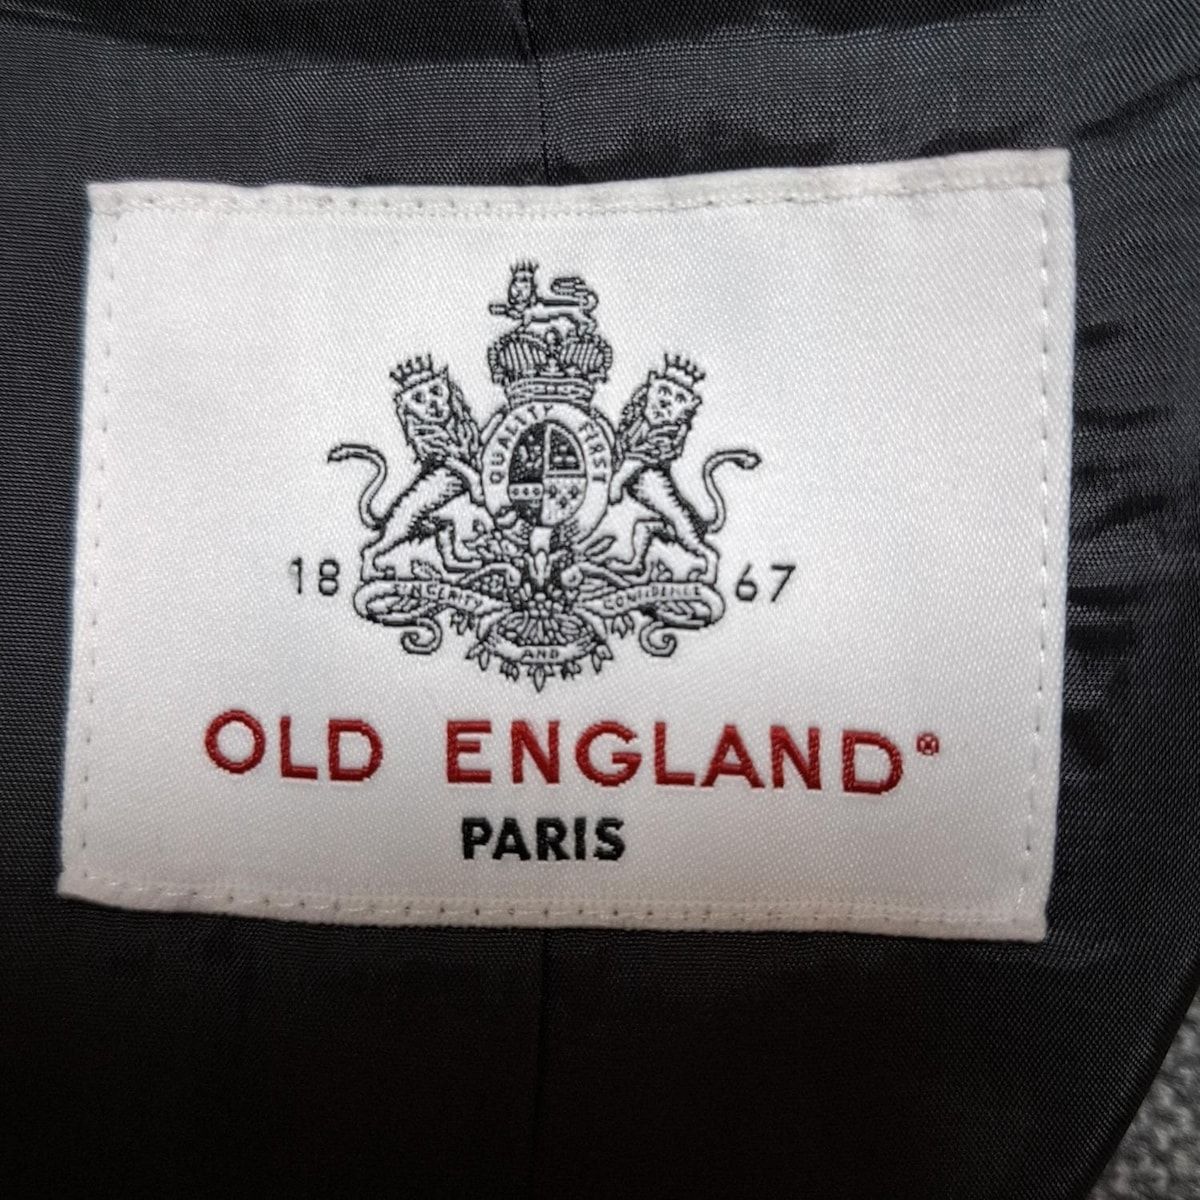 QUALITY FIRST
18 67
SINCERITY AND CONFIDENCE
OLD ENGLAND®
PARIS